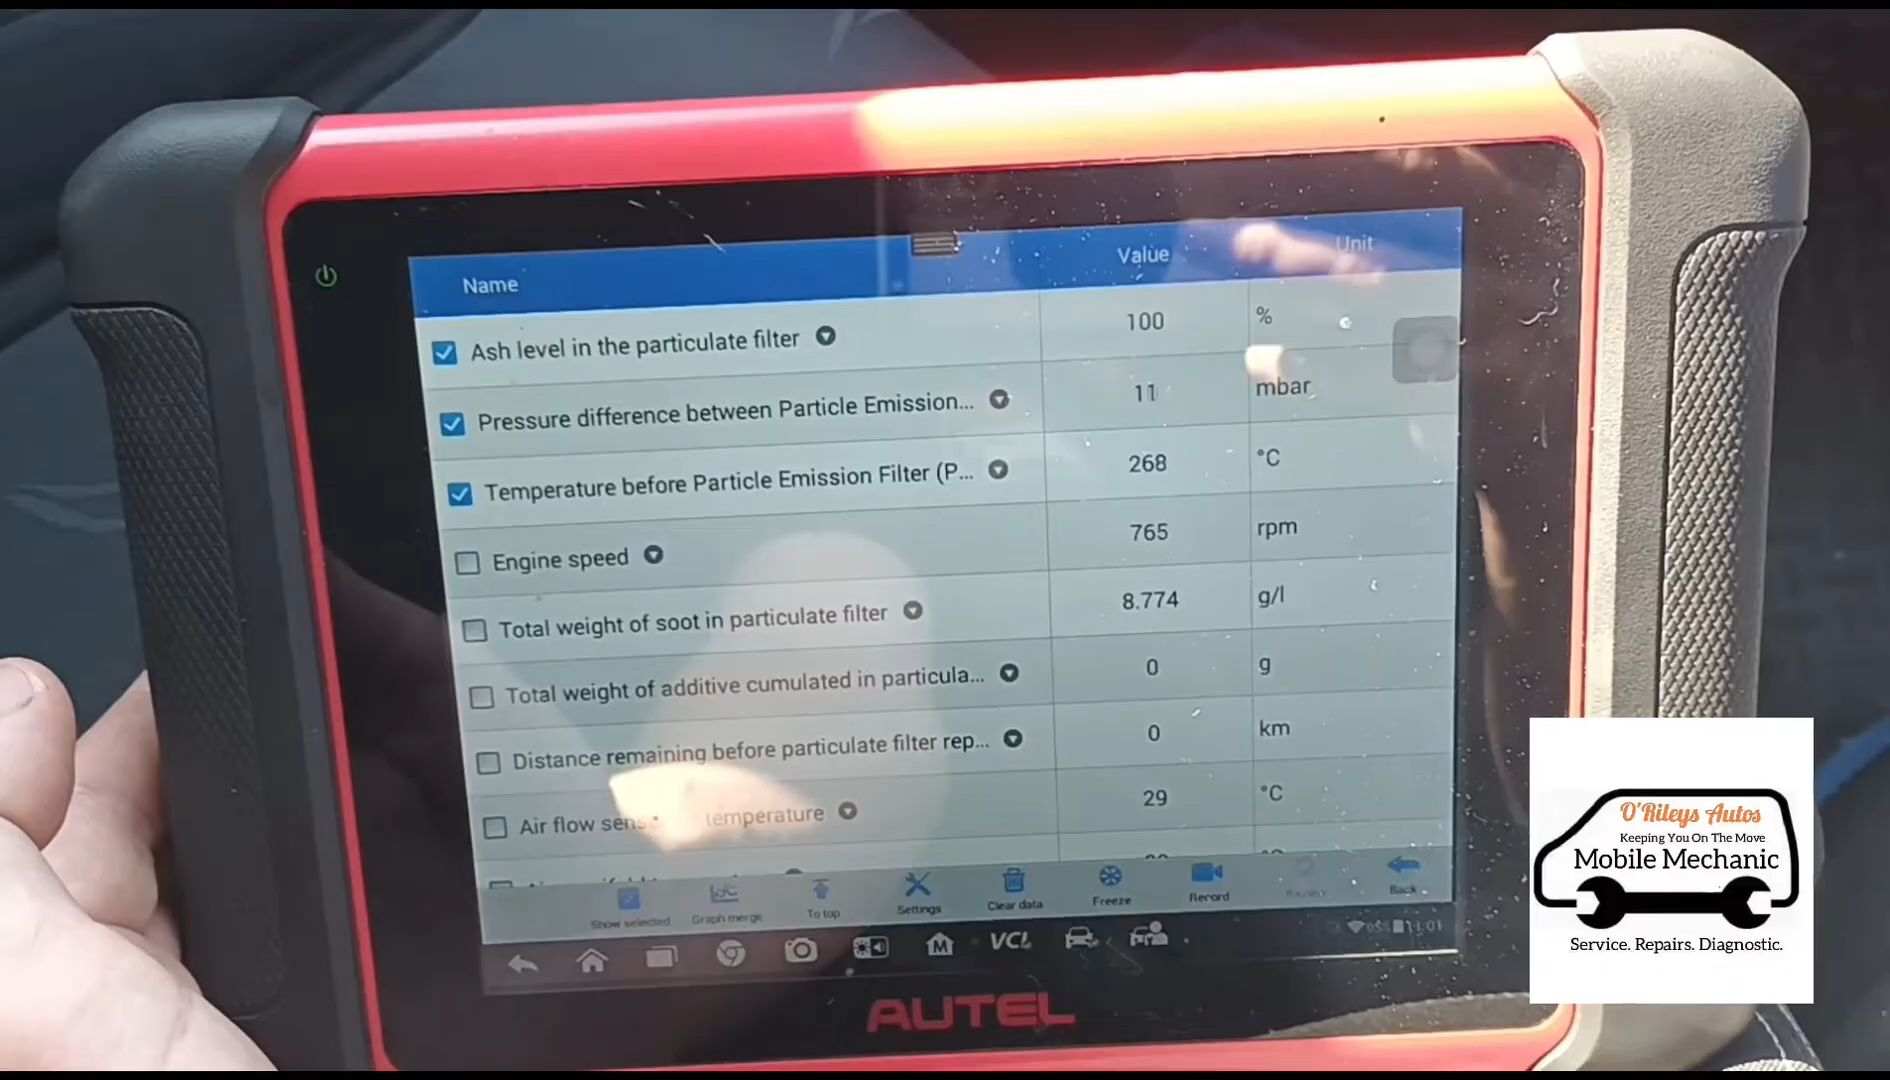 Name Value Unit
Ash level in the particulate filter 100 %
Pressure difference between Particle Emission... 11 mbar
Temperature before Particle Emission Filter (P... 268 °C
Engine speed 765 rpm
Total weight of soot in particulate filter 8.774 g/l
Total weight of additive cumulated in particula... 0 g
Distance remaining before particulate filter rep... 0 km
Air flow temperature 29 °C
Show selected Graph merge To top Settings Clear data Freeze Record Back
M VCI
11:01
AUTEL
O'Rileys Autos
Keeping You On The Move
Mobile Mechanic
Service. Repairs. Diagnostic.